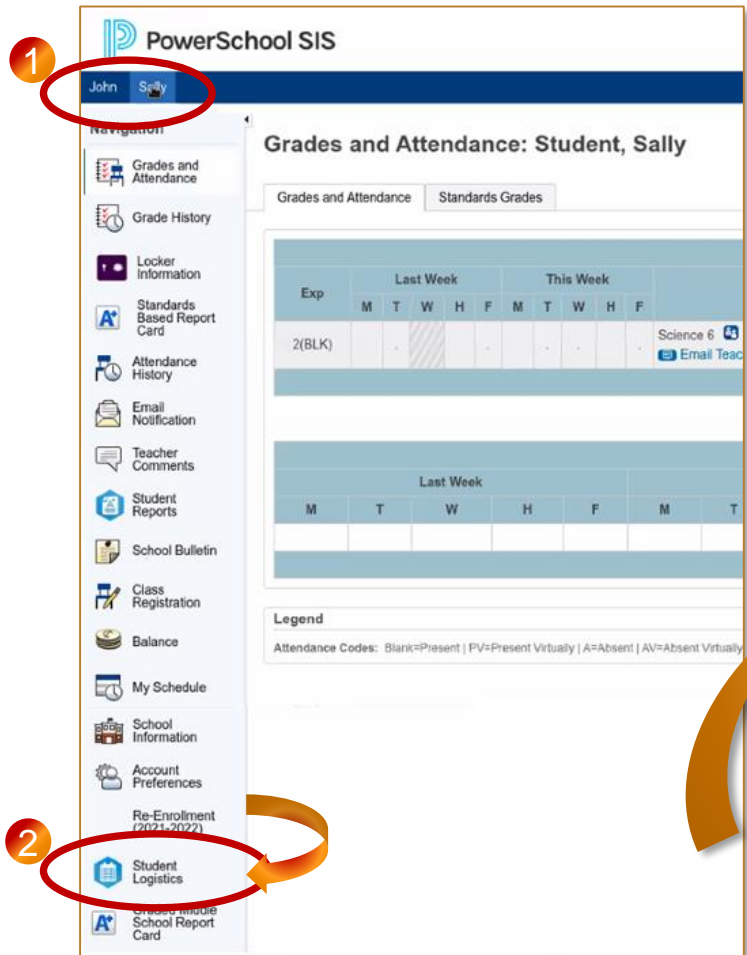 PowerSchool SIS
1
John Sally
Navigation
Grades and
Attendance
Grade History
Locker
Information
Standards
Based Report
Card
Attendance
History
Email
Notification
Teacher
Comments
Student
Reports
School Bulletin
Class
Registration
Balance
My Schedule
School
Information
Account
Preferences
Re-Enrollment
(2021-2022)
2
Student
Logistics
Graded Middle
School Report
Card
Grades and Attendance: Student, Sally
Grades and Attendance Standards Grades
Last Week This Week
Exp
M T W H F M T W H F
2(BLK) . . . . .
Science 6
Email Teac
Last Week
M T W H F M T
Legend
Attendance Codes: Blank=Present | PV=Present Virtually | A=Absent | AV=Absent Virtually